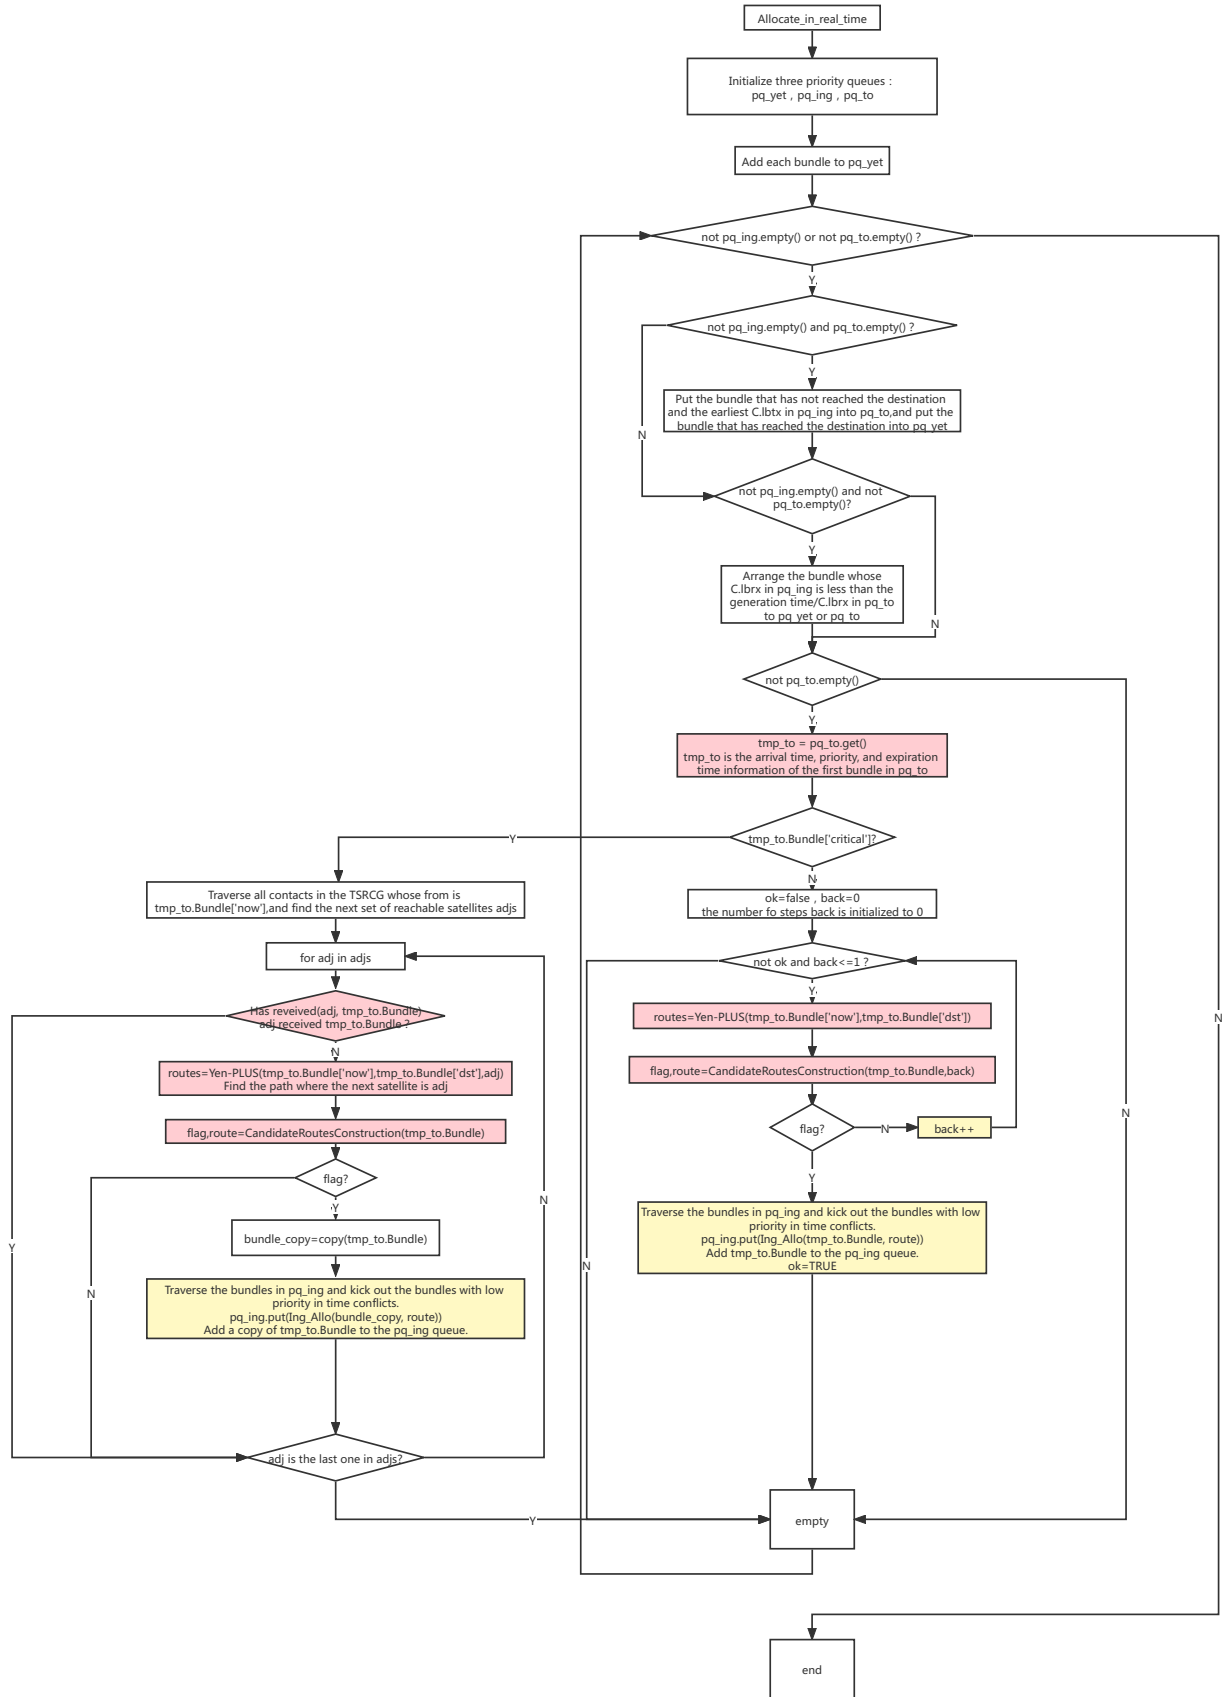 Allocate_in_real_time
Initialize three priority queues :
pq_yet , pq_ing , pq_to
Add each bundle to pq_yet
not pq_ing.empty() or not pq_to.empty() ?
Y
not pq_ing.empty() and pq_to.empty() ?
Y
Put the bundle that has not reached the destination
and the earliest C.lbtx in pq_ing into pq_to,and put the
bundle that has reached the destination into pq_yet
N
not pq_ing.empty() and not
pq_to.empty()?
Y
Arrange the bundle whose
C.lbrx in pq_ing is less than the
generation time/C.lbrx in pq_to
to pq_yet or pq_to
N
not pq_to.empty()
Y
tmp_to = pq_to.get()
tmp_to is the arrival time, priority, and expiration
time information of the first bundle in pq_to
tmp_to.Bundle['critical']?
Y
N
Traverse all contacts in the TSRCG whose from is
tmp_to.Bundle['now'],and find the next set of reachable satellites adjs
for adj in adjs
Has reveived(adj, tmp_to.Bundle)
adj received tmp_to.Bundle ?
N
routes=Yen-PLUS(tmp_to.Bundle['now'],tmp_to.Bundle['dst'],adj)
Find the path where the next satellite is adj
flag,route=CandidateRoutesConstruction(tmp_to.Bundle)
flag?
Y
bundle_copy=copy(tmp_to.Bundle)
Traverse the bundles in pq_ing and kick out the bundles with low
priority in time conflicts.
pq_ing.put(Ing_Allo(bundle_copy, route))
Add a copy of tmp_to.Bundle to the pq_ing queue.
Y
N
N
adj is the last one in adjs?
Y
ok=false , back=0
the number fo steps back is initialized to 0
not ok and back<=1 ?
Y
routes=Yen-PLUS(tmp_to.Bundle['now'],tmp_to.Bundle['dst'])
flag,route=CandidateRoutesConstruction(tmp_to.Bundle,back)
flag?
N
back++
Y
Traverse the bundles in pq_ing and kick out the bundles with low
priority in time conflicts.
pq_ing.put(Ing_Allo(tmp_to.Bundle, route))
Add tmp_to.Bundle to the pq_ing queue.
ok=TRUE
N
N
N
empty
end